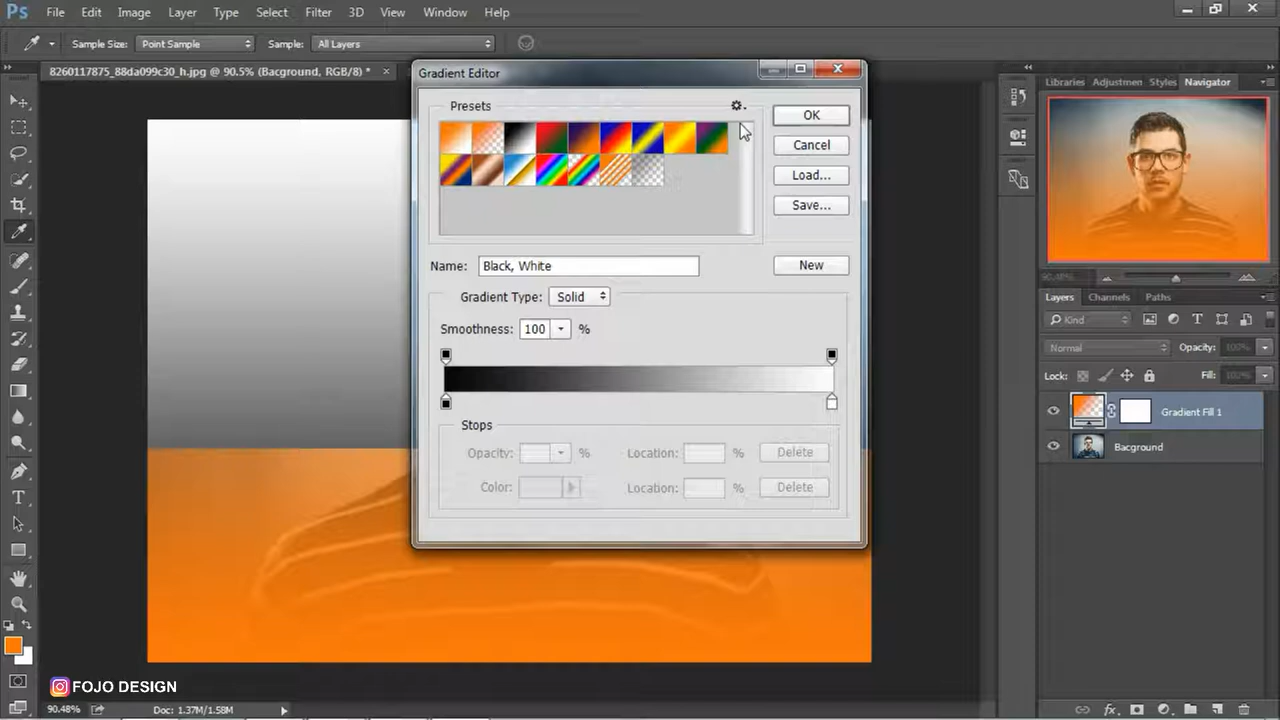 Ps File Edit Image Layer Type Select Filter 3D View Window Help
Sample Size: Point Sample Sample: All Layers
8260117875_88da099c30_h.jpg @ 90.5% (Bacground, RGB/8) * ×
Gradient Editor
Presets
OK
Cancel
Load...
Save...
Name: Black, White
New
Gradient Type: Solid
Smoothness: 100 %
Stops
Opacity: % Location: % Delete
Color: Location: % Delete
Libraries Adjustmen Styles Navigator
90.48%
Layers Channels Paths
Kind
Normal Opacity: 100%
Lock: Fill: 100%
Gradient Fill 1
Bacground
FOJO DESIGN
90.48% Doc: 1.37M/1.58M